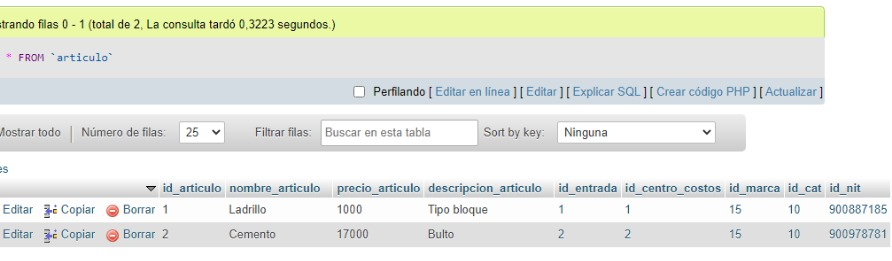 strando filas 0 - 1 (total de 2, La consulta tardó 0,3223 segundos.)
* FROM `articulo`
Perfilando [ Editar en línea ] [ Editar ] [ Explicar SQL ] [ Crear código PHP ] [ Actualizar ]
Mostrar todo | Número de filas: 25 Filtrar filas: Buscar en esta tabla Sort by key: Ninguna
es
id_articulo nombre_articulo precio_articulo descripcion_articulo id_entrada id_centro_costos id_marca id_cat id_nit
Editar Copiar Borrar 1 Ladrillo 1000 Tipo bloque 1 1 15 10 900887185
Editar Copiar Borrar 2 Cemento 17000 Bulto 2 2 15 10 900978781